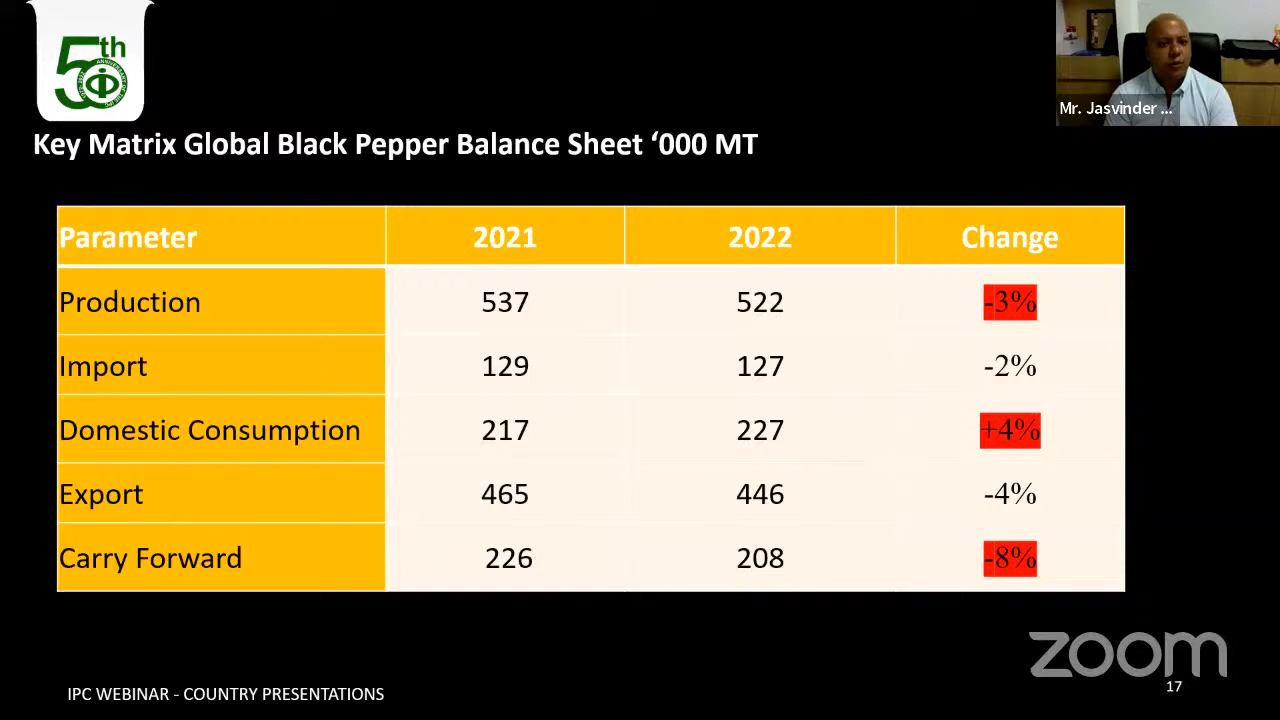 5th
Mr. Jasvinder ...
Key Matrix Global Black Pepper Balance Sheet ‘000 MT
Parameter 2021 2022 Change
Production 537 522 -3%
Import 129 127 -2%
Domestic Consumption 217 227 +4%
Export 465 446 -4%
Carry Forward 226 208 -8%
zoom
17
IPC WEBINAR - COUNTRY PRESENTATIONS